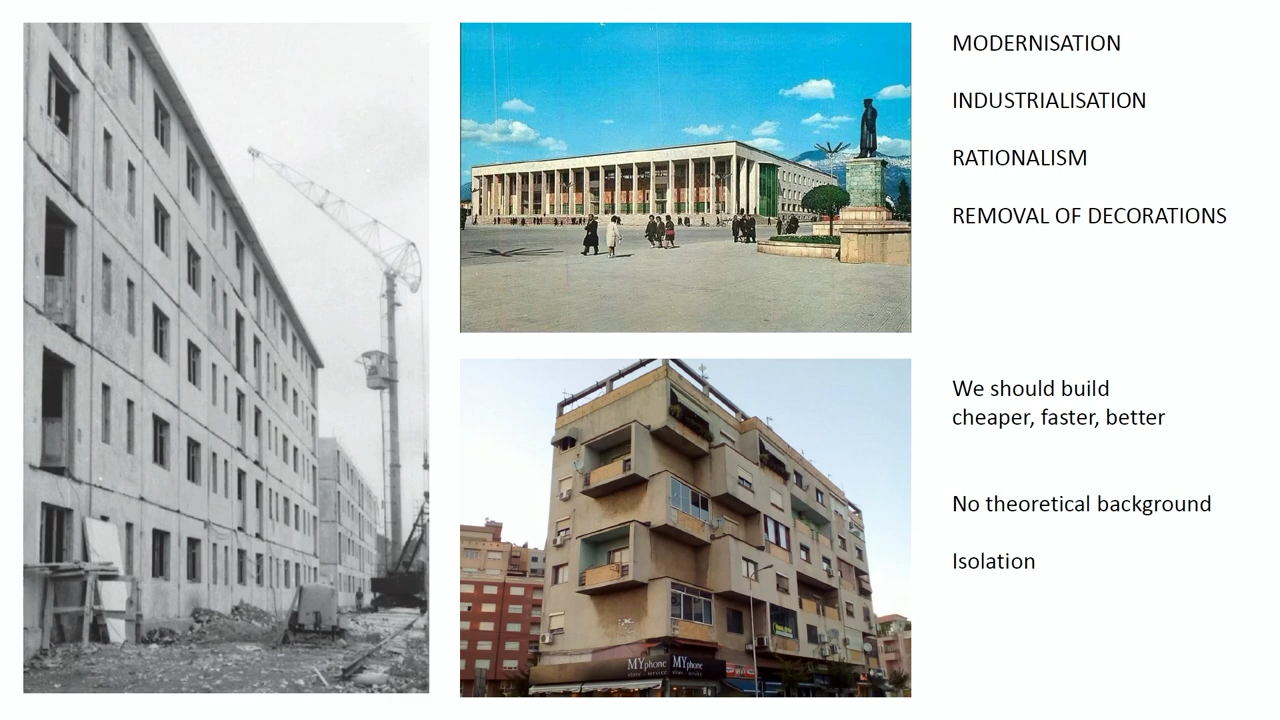 MODERNISATION
INDUSTRIALISATION
RATIONALISM
REMOVAL OF DECORATIONS
We should build
cheaper, faster, better
No theoretical background
Isolation
MYphone MYphone